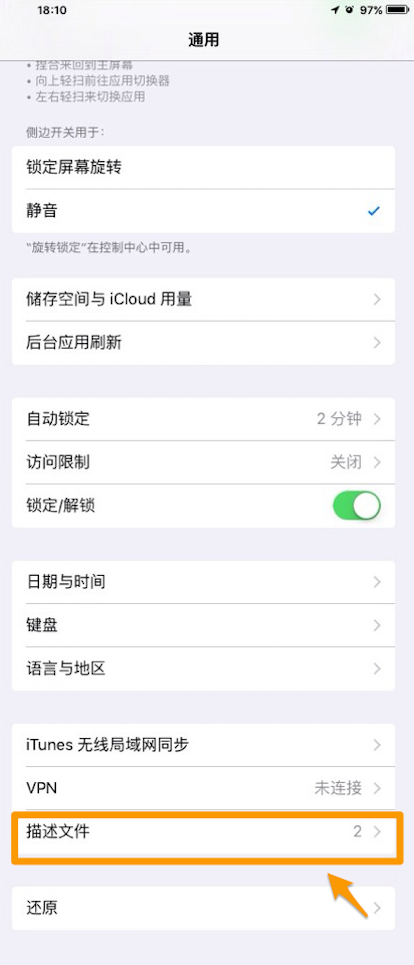 18:10
97%
通用
• 捏合来回到主屏幕
• 向上轻扫前往应用切换器
• 左右轻扫来切换应用
侧边开关用于：
锁定屏幕旋转
静音
“旋转锁定”在控制中心中可用。
储存空间与 iCloud 用量
后台应用刷新
自动锁定 2 分钟
访问限制 关闭
锁定/解锁
日期与时间
键盘
语言与地区
iTunes 无线局域网同步
VPN 未连接
描述文件 2
还原